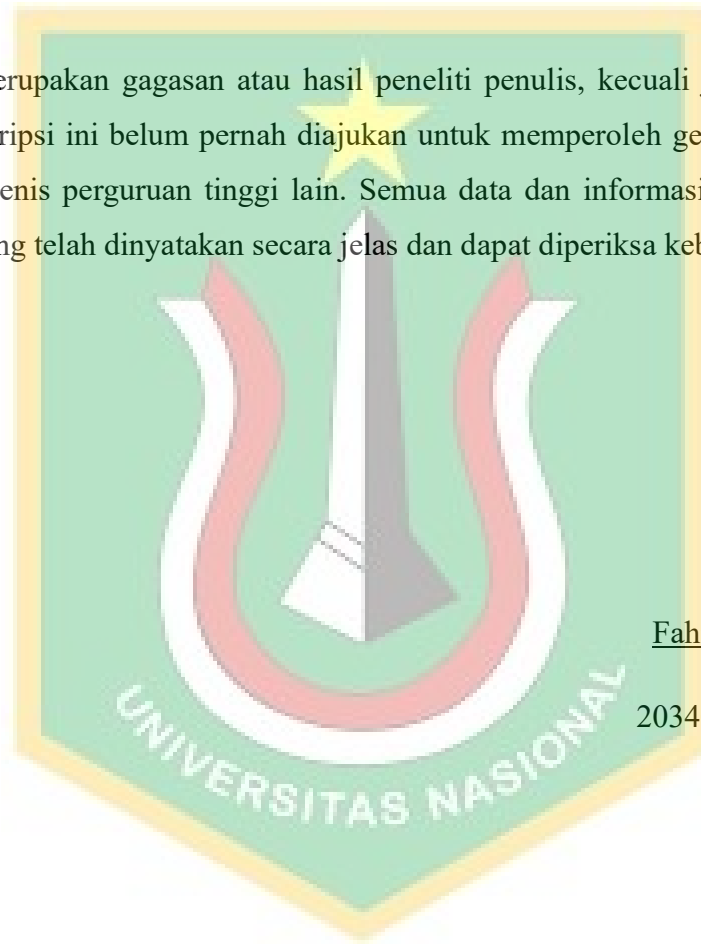 erupakan gagasan atau hasil peneliti penulis, kecuali
ripsi ini belum pernah diajukan untuk memperoleh ge
enis perguruan tinggi lain. Semua data dan informasi
ng telah dinyatakan secara jelas dan dapat diperiksa keb
Fah
2034
UNIVERSITAS NASIONAL